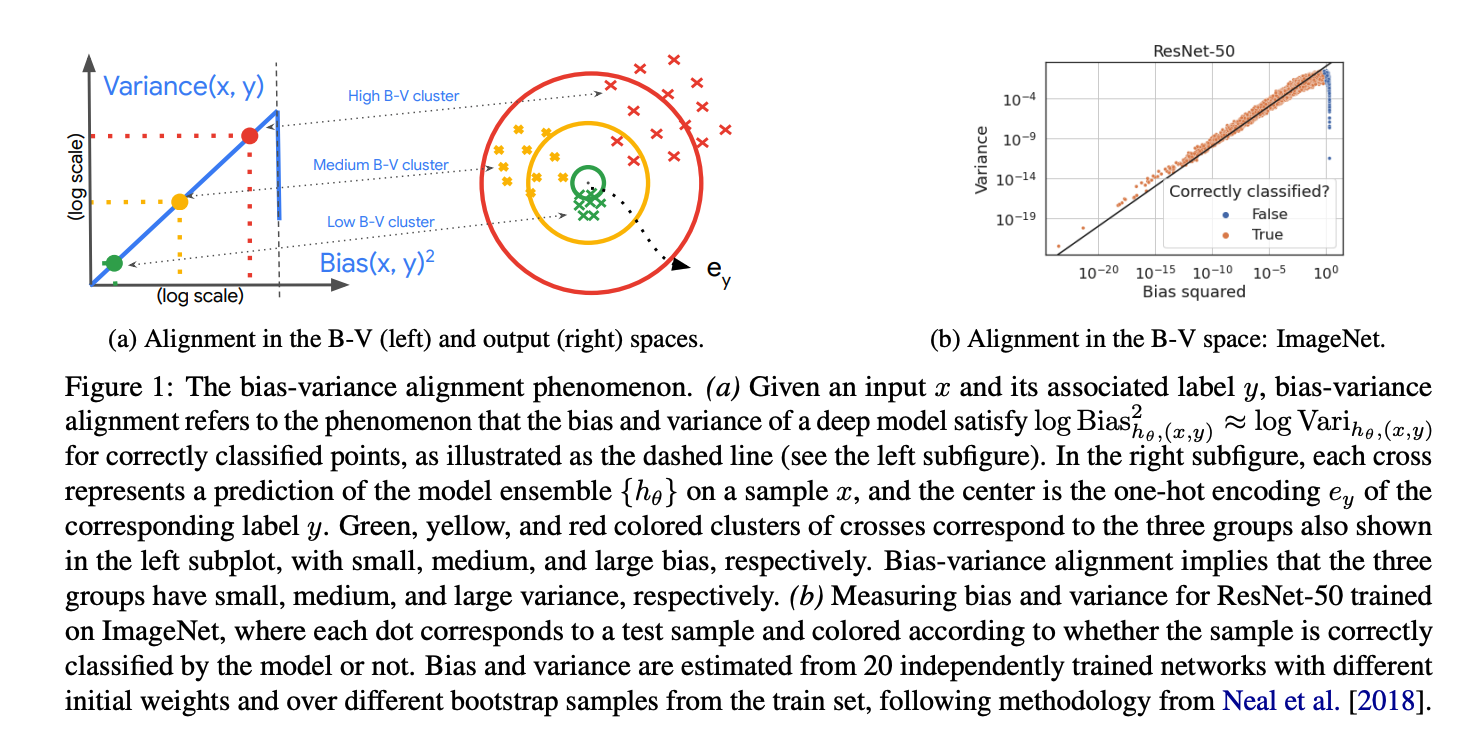 Variance(x, y)
(log scale)
High B-V cluster
Medium B-V cluster
Low B-V cluster
Bias(x, y)²
(log scale)
e_y
ResNet-50
Variance
10⁻⁴
10⁻⁹
10⁻¹⁴
10⁻¹⁹
Correctly classified?
False
True
10⁻²⁰ 10⁻¹⁵ 10⁻¹⁰ 10⁻⁵ 10⁰
Bias squared
(a) Alignment in the B-V (left) and output (right) spaces.
(b) Alignment in the B-V space: ImageNet.
Figure 1: The bias-variance alignment phenomenon. (a) Given an input x and its associated label y, bias-variance
alignment refers to the phenomenon that the bias and variance of a deep model satisfy log Bias²_{h_θ,(x,y)} ≈ log Vari_{h_θ,(x,y)}
for correctly classified points, as illustrated as the dashed line (see the left subfigure). In the right subfigure, each cross
represents a prediction of the model ensemble {h_θ} on a sample x, and the center is the one-hot encoding e_y of the
corresponding label y. Green, yellow, and red colored clusters of crosses correspond to the three groups also shown
in the left subplot, with small, medium, and large bias, respectively. Bias-variance alignment implies that the three
groups have small, medium, and large variance, respectively. (b) Measuring bias and variance for ResNet-50 trained
on ImageNet, where each dot corresponds to a test sample and colored according to whether the sample is correctly
classified by the model or not. Bias and variance are estimated from 20 independently trained networks with different
initial weights and over different bootstrap samples from the train set, following methodology from Neal et al. [2018].